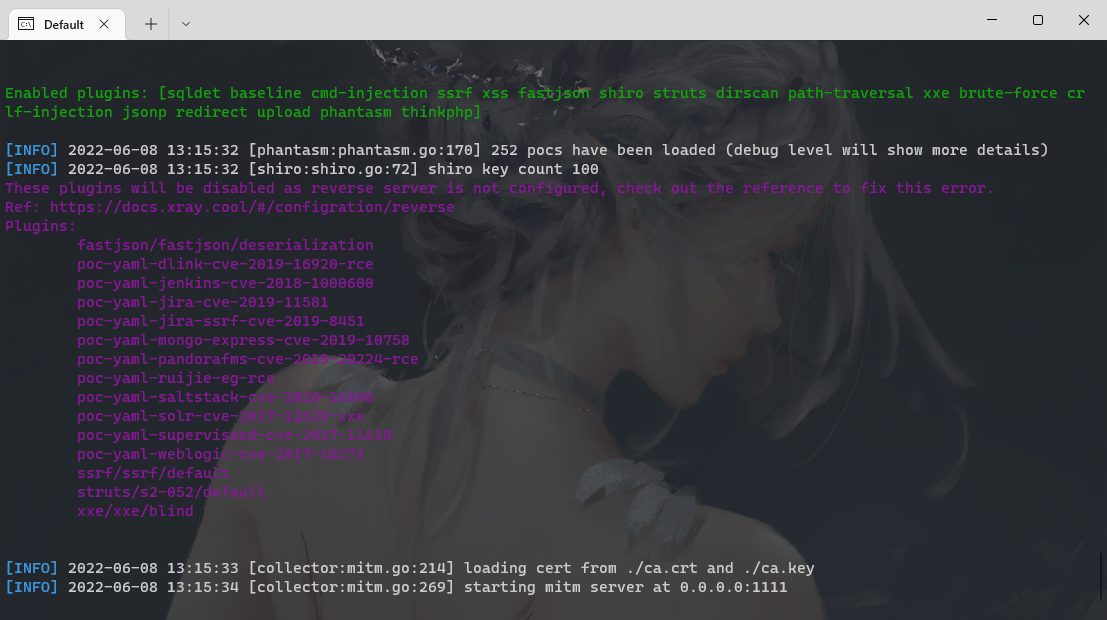 Default
Enabled plugins: [sqldet baseline cmd-injection ssrf xss fastjson shiro struts dirscan path-traversal xxe brute-force cr
lf-injection jsonp redirect upload phantasm thinkphp]
[INFO] 2022-06-08 13:15:32 [phantasm:phantasm.go:170] 252 pocs have been loaded (debug level will show more details)
[INFO] 2022-06-08 13:15:32 [shiro:shiro.go:72] shiro key count 100
These plugins will be disabled as reverse server is not configured, check out the reference to fix this error.
Ref: https://docs.xray.cool/#/configration/reverse
Plugins:
fastjson/fastjson/deserialization
poc-yaml-dlink-cve-2019-16920-rce
poc-yaml-jenkins-cve-2018-1000600
poc-yaml-jira-cve-2019-11581
poc-yaml-jira-ssrf-cve-2019-8451
poc-yaml-mongo-express-cve-2019-10758
poc-yaml-pandorafms-cve-2019-20224-rce
poc-yaml-ruijie-eg-rce
poc-yaml-saltstack-cve-2020-16846
poc-yaml-solr-cve-2017-12629-xxe
poc-yaml-supervisord-cve-2017-11610
poc-yaml-weblogic-cve-2017-10271
ssrf/ssrf/default
struts/s2-052/default
xxe/xxe/blind
[INFO] 2022-06-08 13:15:33 [collector:mitm.go:214] loading cert from ./ca.crt and ./ca.key
[INFO] 2022-06-08 13:15:34 [collector:mitm.go:269] starting mitm server at 0.0.0.0:1111